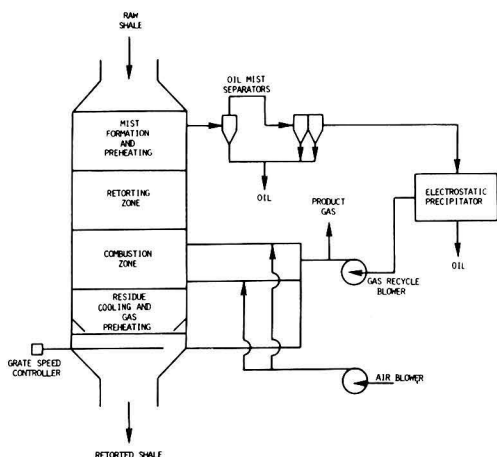 RAW
SHALE
OIL MIST
SEPARATORS
MIST
FORMATION
AND
PREHEATING
RETORTING
ZONE
OIL
PRODUCT
GAS
ELECTROSTATIC
PRECIPITATOR
COMBUSTION
ZONE
GAS RECYCLE
BLOWER
OIL
RESIDUE
COOLING AND
GAS
PREHEATING
GRATE SPEED
CONTROLLER
AIR BLOWER
RETORTED SHALE